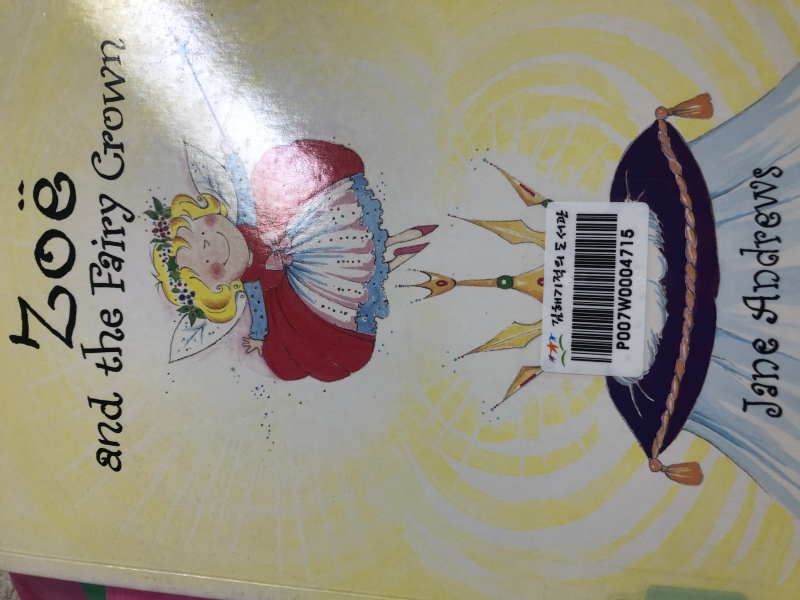 Zoë
and the Fairy Crown
P007W0004715
Jane Andrews